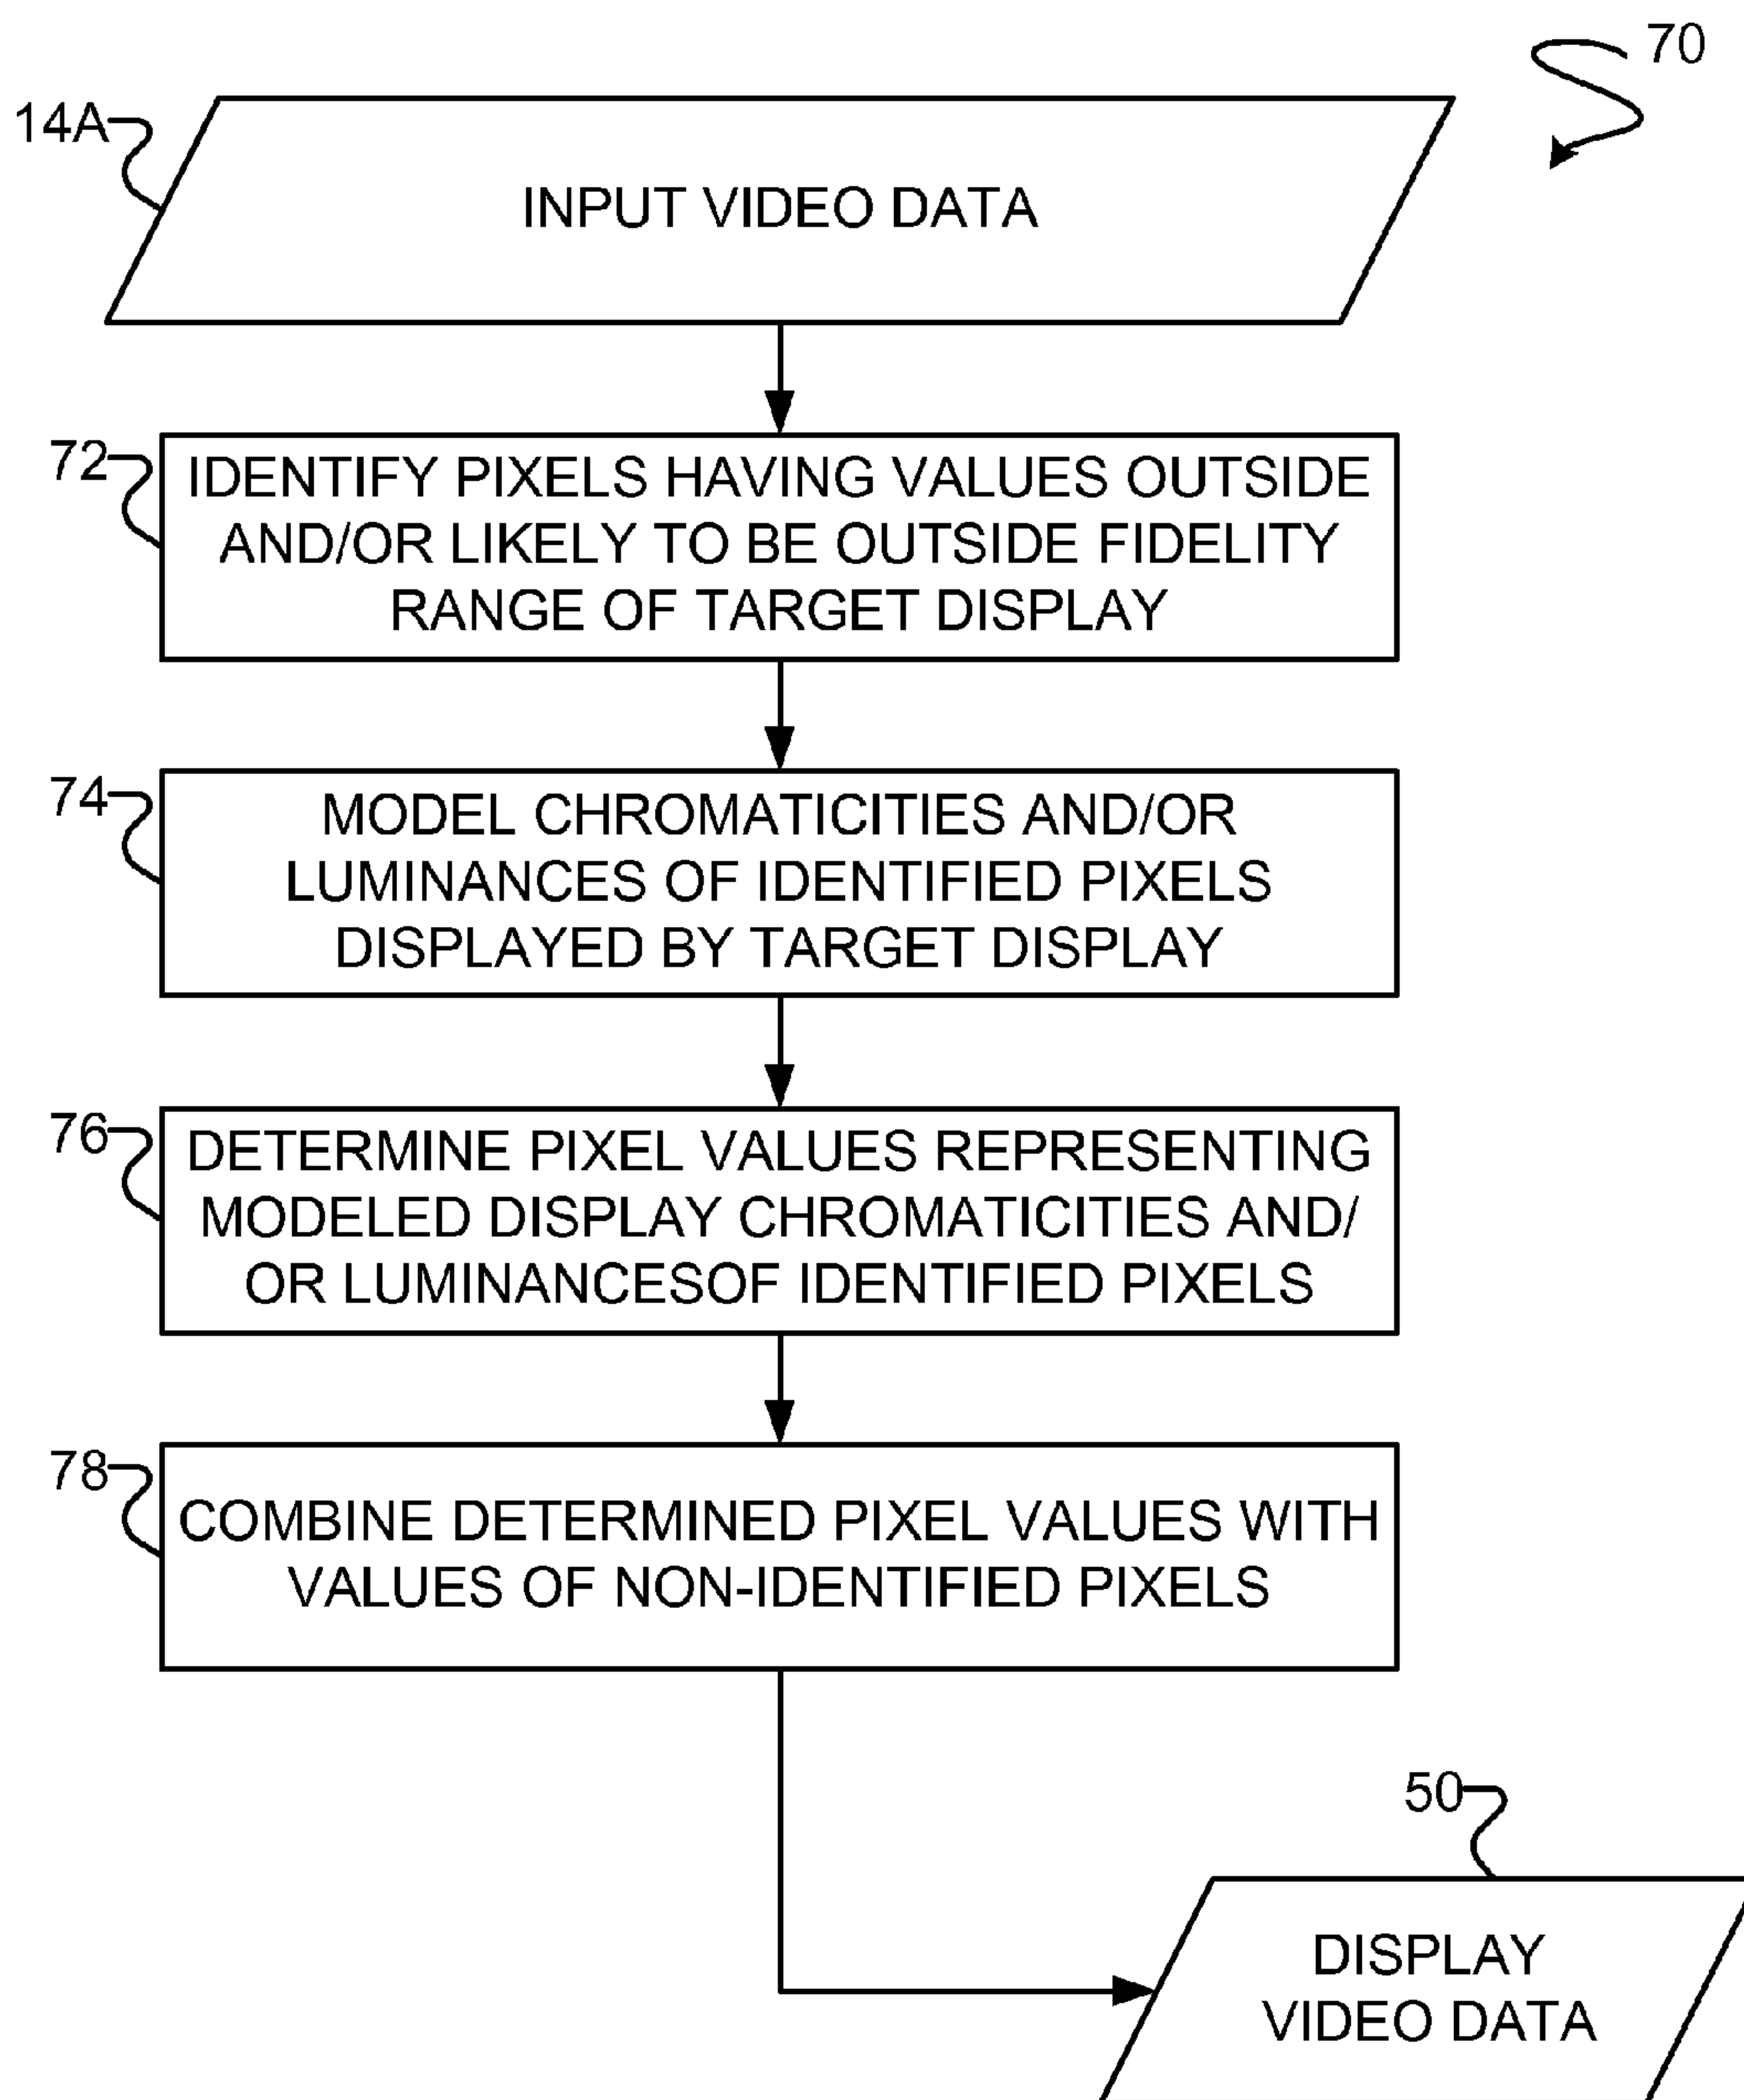 70
14A
INPUT VIDEO DATA
72
IDENTIFY PIXELS HAVING VALUES OUTSIDE
AND/OR LIKELY TO BE OUTSIDE FIDELITY
RANGE OF TARGET DISPLAY
74
MODEL CHROMATICITIES AND/OR
LUMINANCES OF IDENTIFIED PIXELS
DISPLAYED BY TARGET DISPLAY
76
DETERMINE PIXEL VALUES REPRESENTING
MODELED DISPLAY CHROMATICITIES AND/
OR LUMINANCESOF IDENTIFIED PIXELS
78
COMBINE DETERMINED PIXEL VALUES WITH
VALUES OF NON-IDENTIFIED PIXELS
50
DISPLAY
VIDEO DATA